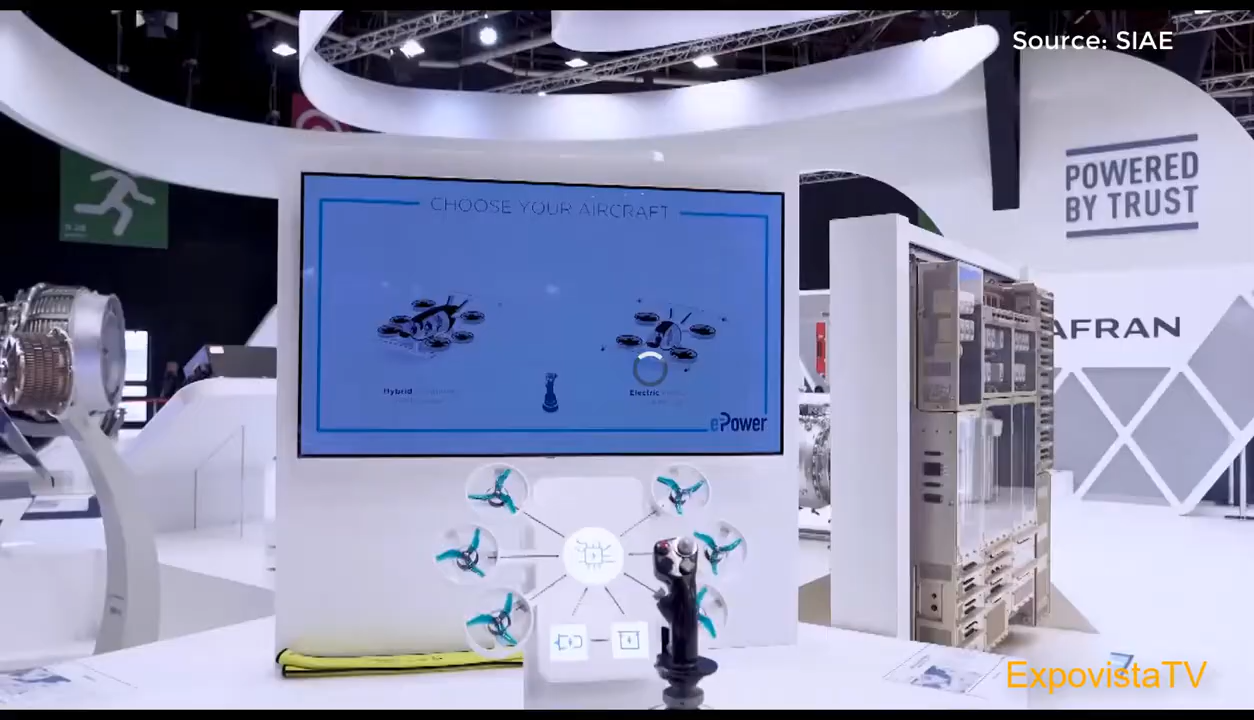 Source: SIAE
POWERED
BY TRUST
CHOOSE YOUR AIRCRAFT
AFRAN
Hybrid
Electric
ePower
ExpovistaTV